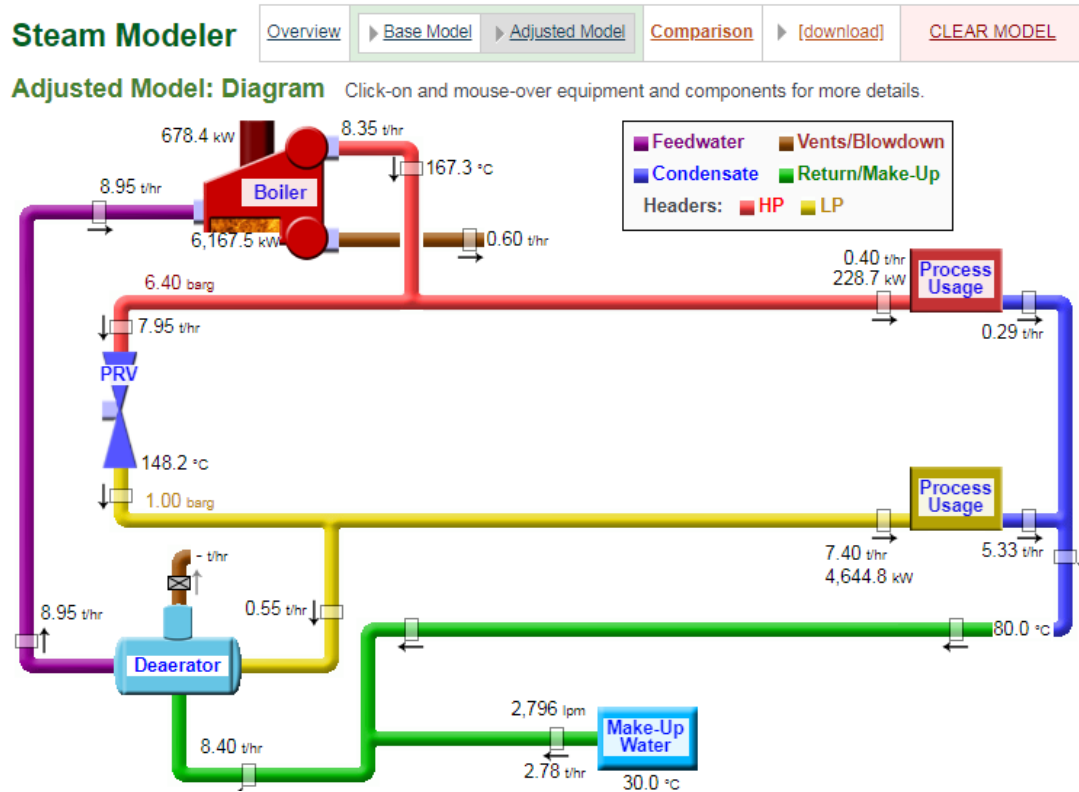 Steam Modeler
Overview
Base Model
Adjusted Model
Comparison
[download]
CLEAR MODEL
Adjusted Model: Diagram
Click-on and mouse-over equipment and components for more details.
678.4 kW
8.35 t/hr
Feedwater
Vents/Blowdown
Condensate
Return/Make-Up
Headers:
HP
LP
167.3 °C
8.95 t/hr
Boiler
6,167.5 kW
0.60 t/hr
0.40 t/hr
228.7 kW
Process
Usage
6.40 barg
7.95 t/hr
0.29 t/hr
PRV
148.2 °C
1.00 barg
Process
Usage
7.40 t/hr
4,644.8 kW
5.33 t/hr
- t/hr
8.95 t/hr
0.55 t/hr
80.0 °C
Deaerator
2,796 lpm
Make-Up
Water
8.40 t/hr
2.78 t/hr
30.0 °C